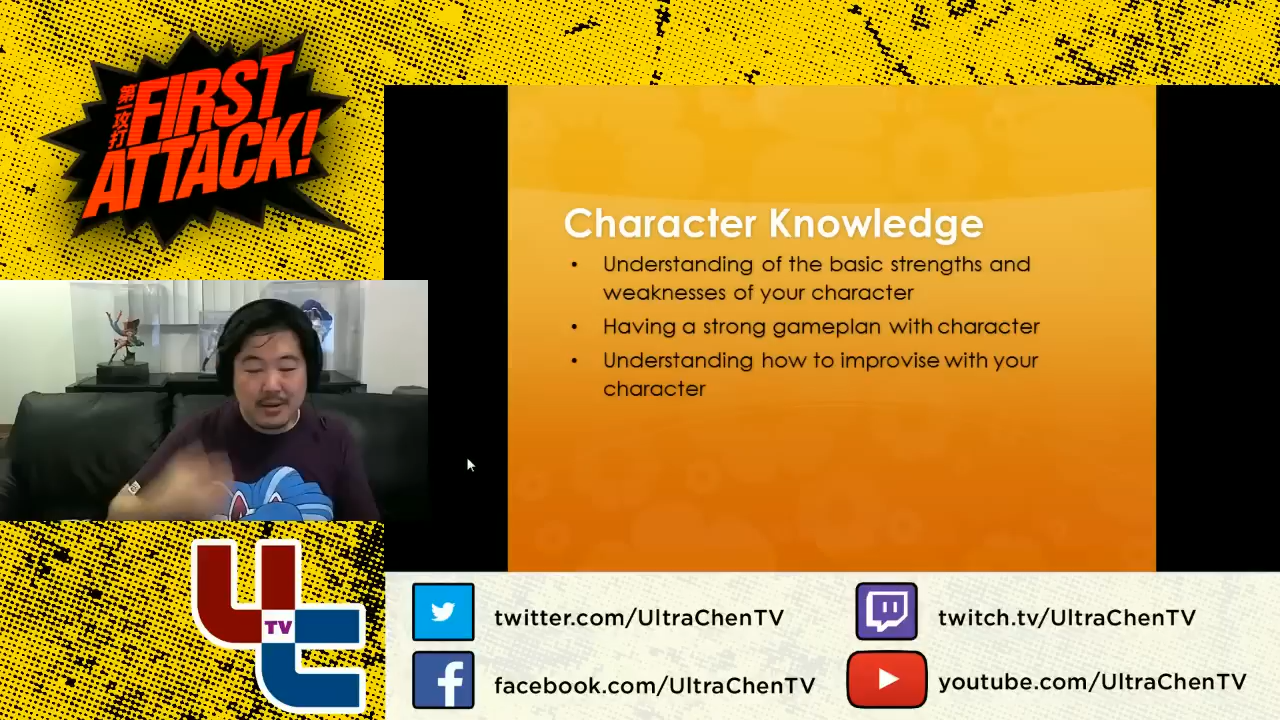 第一攻打
FIRST
ATTACK!
Character Knowledge
• Understanding of the basic strengths and
weaknesses of your character
• Having a strong gameplan with character
• Understanding how to improvise with your
character
UC
TV
twitter.com/UltraChenTV
twitch.tv/UltraChenTV
facebook.com/UltraChenTV
youtube.com/UltraChenTV